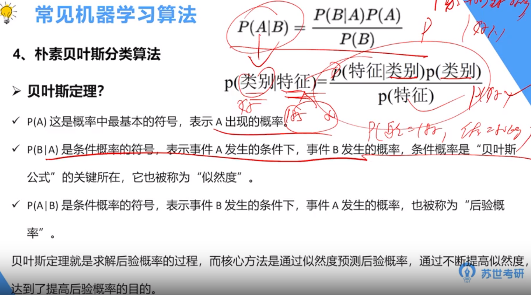 常见机器学习算法
P(A|B) = P(B|A)P(A) / P(B)
4、朴素贝叶斯分类算法
p(类别|特征) = p(特征|类别)p(类别) / p(特征)
➢ 贝叶斯定理?
✓ P(A) 这是概率中最基本的符号，表示 A 出现的概率。
✓ P(B|A) 是条件概率的符号，表示事件 A 发生的条件下，事件 B 发生的概率，条件概率是“贝叶斯
公式”的关键所在，它也被称为“似然度”。
✓ P(A|B) 是条件概率的符号，表示事件 B 发生的条件下，事件 A 发生的概率，也被称为“后验概
率”。
贝叶斯定理就是求解后验概率的过程，而核心方法是通过似然度预测后验概率，通过不断提高似然度，
达到了提高后验概率的目的。
苏世考研